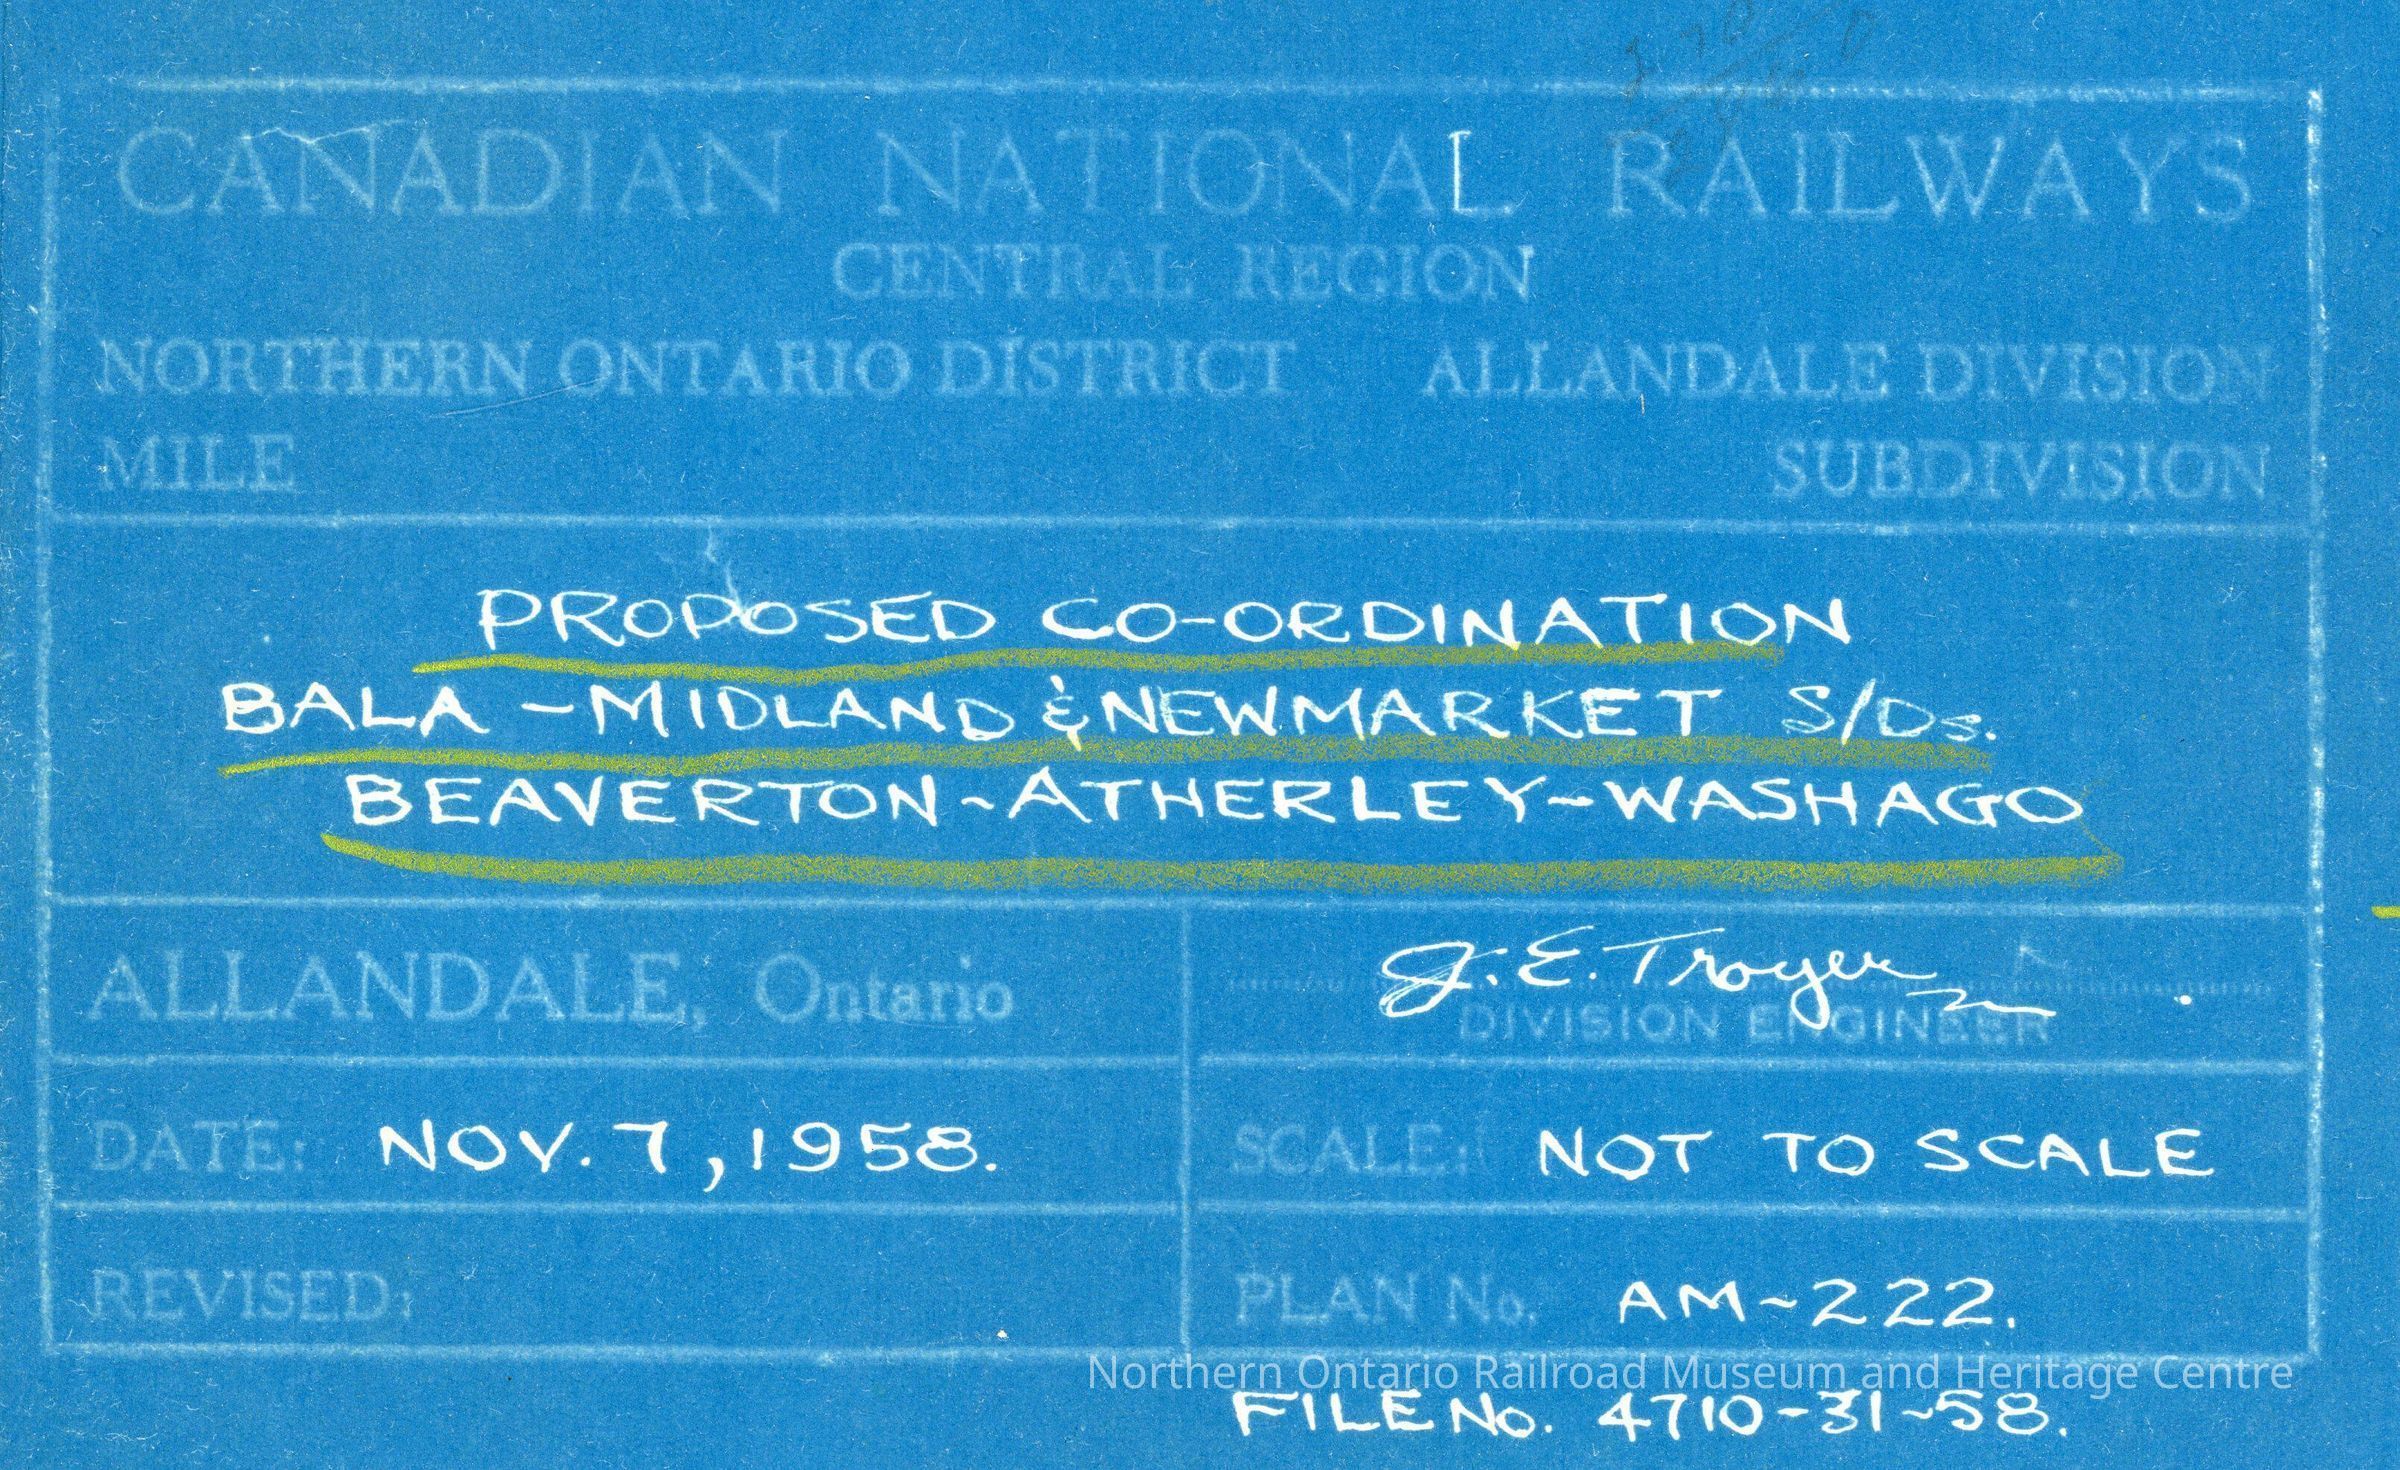 CANADIAN NATIONAL RAILWAYS
CENTRAL REGION
NORTHERN ONTARIO DISTRICT ALLANDALE DIVISION
MILE SUBDIVISION
PROPOSED CO-ORDINATION
BALA - MIDLAND & NEWMARKET S/Ds.
BEAVERTON - ATHERLEY - WASHAGO
ALLANDALE, Ontario
J. E. Troyer
DIVISION ENGINEER
DATE: NOV. 7, 1958.
SCALE: NOT TO SCALE
REVISED:
PLAN No. AM-222.
Northern Ontario Railroad Museum and Heritage Centre
FILE No. 4710-31-58.